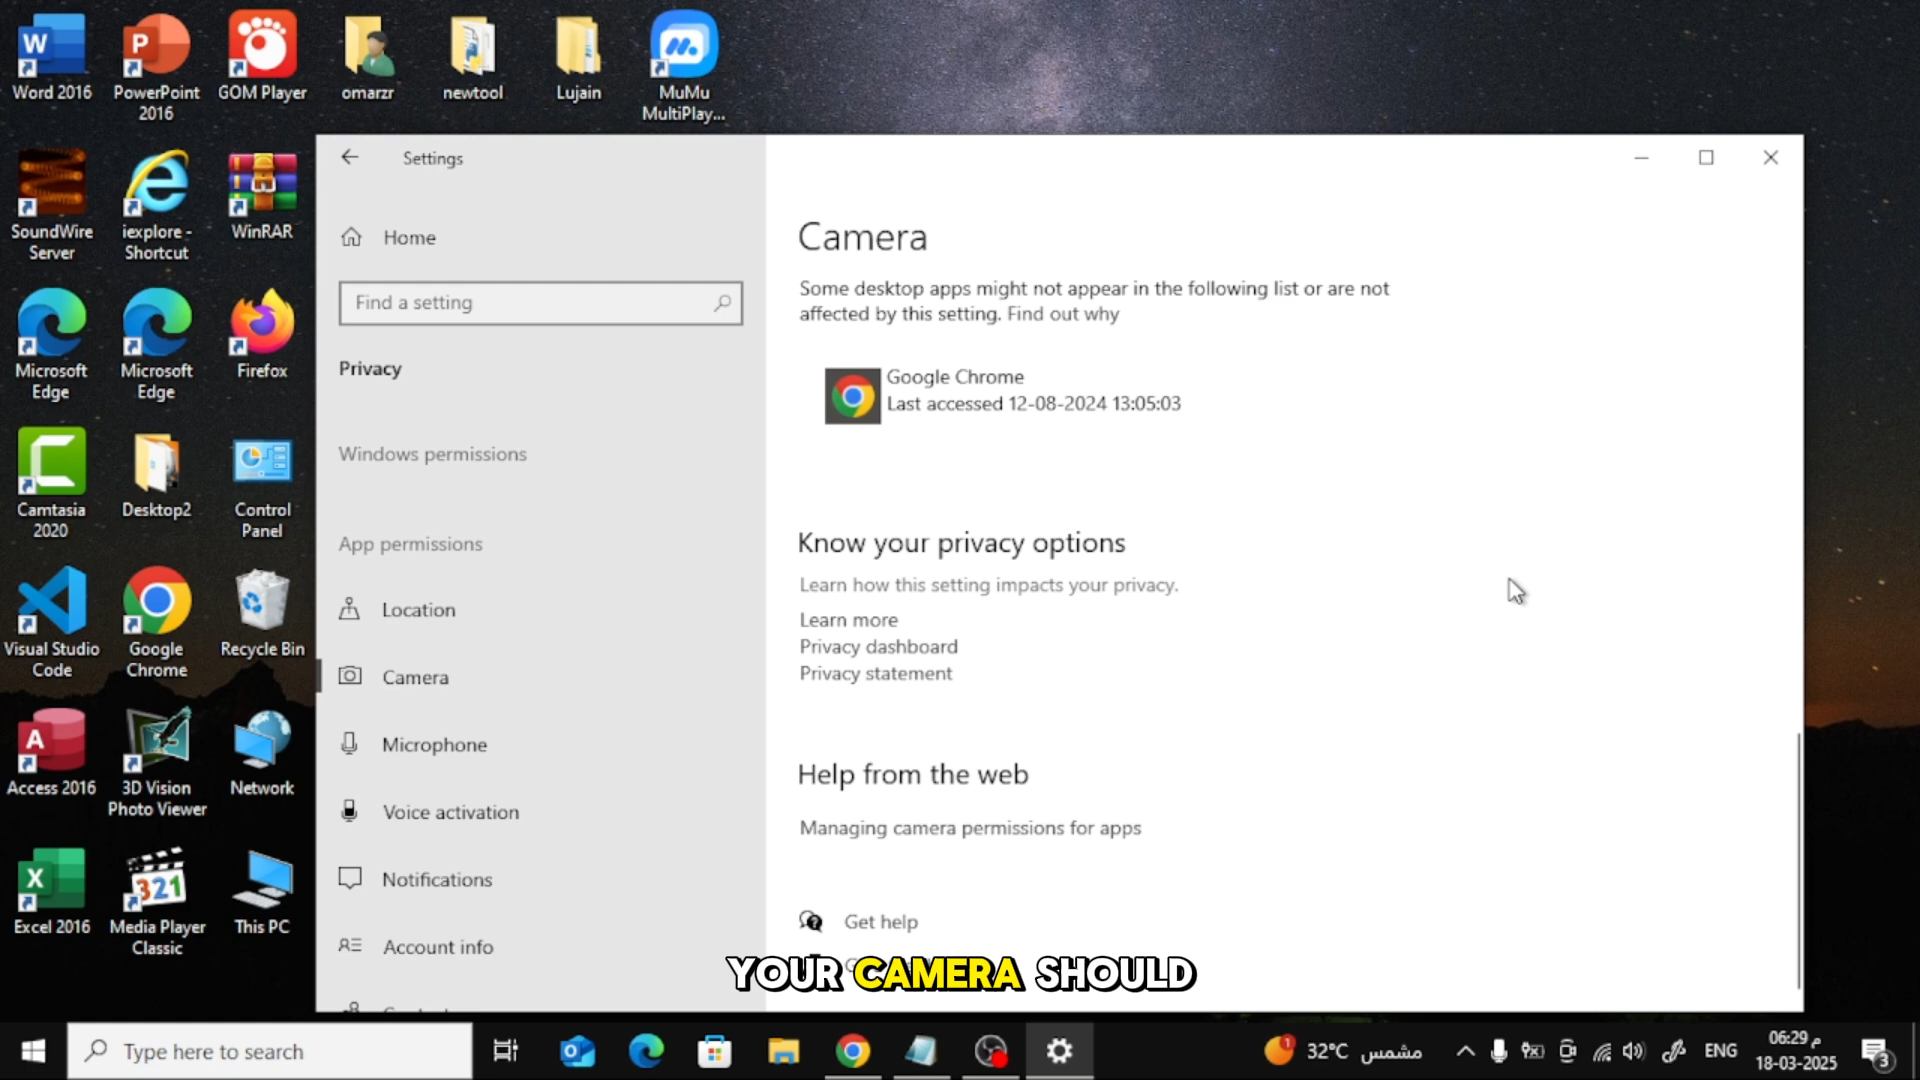 Word 2016
PowerPoint
2016
GOM Player
omarzr
newtool
Lujain
MuMu
MultiPlay...
SoundWire
Server
iexplore -
Shortcut
WinRAR
Microsoft
Edge
Microsoft
Edge
Firefox
Camtasia
2020
Desktop2
Control
Panel
Visual Studio
Code
Google
Chrome
Recycle Bin
Access 2016
3D Vision
Photo Viewer
Network
Excel 2016
Media Player
Classic
This PC
Settings
Home
Find a setting
Privacy
Windows permissions
App permissions
Location
Camera
Microphone
Voice activation
Notifications
Account info
Camera
Some desktop apps might not appear in the following list or are not
affected by this setting. Find out why
Google Chrome
Last accessed 12-08-2024 13:05:03
Know your privacy options
Learn how this setting impacts your privacy.
Learn more
Privacy dashboard
Privacy statement
Help from the web
Managing camera permissions for apps
Get help
YOUR CAMERA SHOULD
Type here to search
1
32°C مشمس
ENG
06:29 م
18-03-2025
3